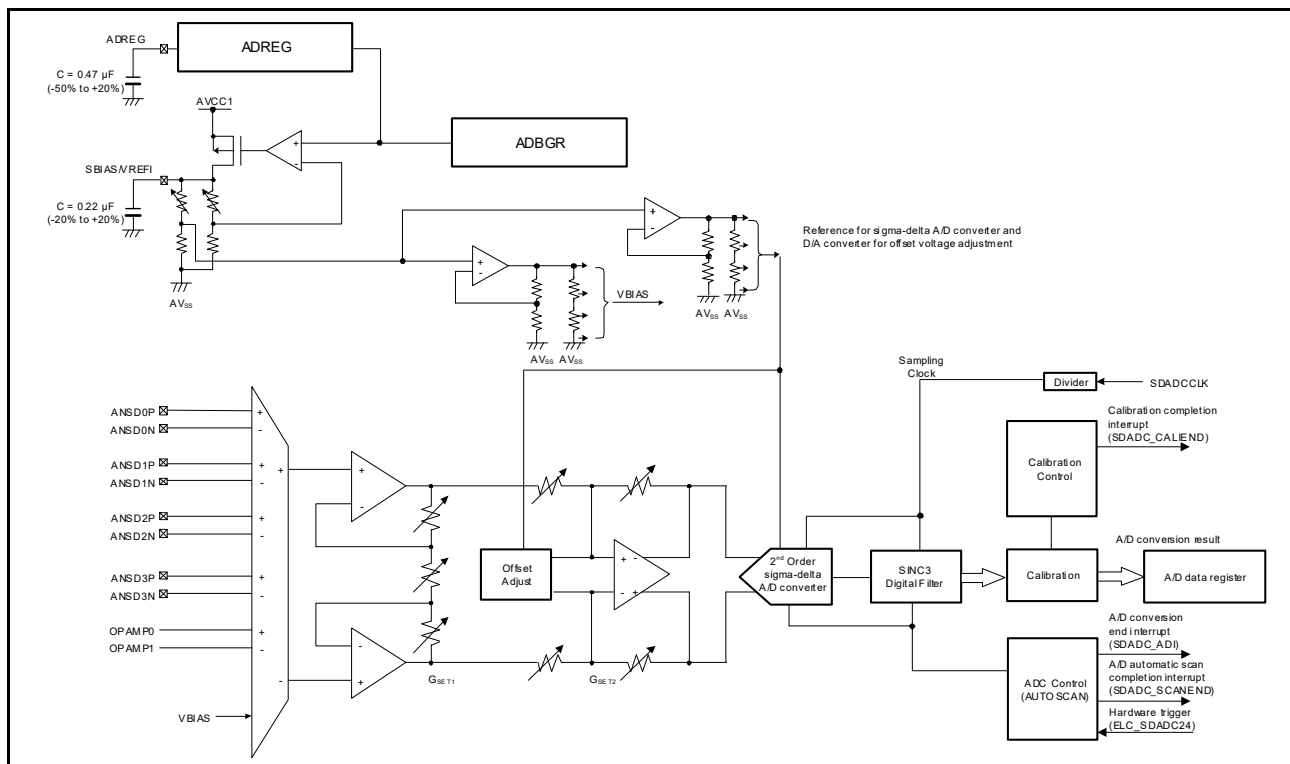 ADREG
ADREG
C = 0.47 µF
(-50% to +20%)
AVCC1
ADBGR
SBIAS/VREFI
C = 0.22 µF
(-20% to +20%)
AVSS
+
-
+
-
+
-
Reference for sigma-delta A/D converter and
D/A converter for offset voltage adjustment
VBIAS
AVSS AVSS
AVSS AVSS
Sampling
Clock
Divider
SDADCCLK
ANSD0P
ANSD0N
ANSD1P
ANSD1N
ANSD2P
ANSD2N
ANSD3P
ANSD3N
OPAMP0
OPAMP1
VBIAS
+
-
+
-
+
-
+
-
+
-
+
-
+
-
-
+
GSET1
GSET2
Offset
Adjust
+ -
- +
2nd Order
sigma-delta
A/D converter
SINC3
Digital Filter
Calibration
Control
Calibration completion
interrupt
(SDADC_CALIEND)
Calibration
A/D conversion result
A/D data register
ADC Control
(AUTO SCAN)
A/D conversion
end interrupt
(SDADC_ADI)
A/D automatic scan
completion interrupt
(SDADC_SCANEND)
Hardware trigger
(ELC_SDADC24)